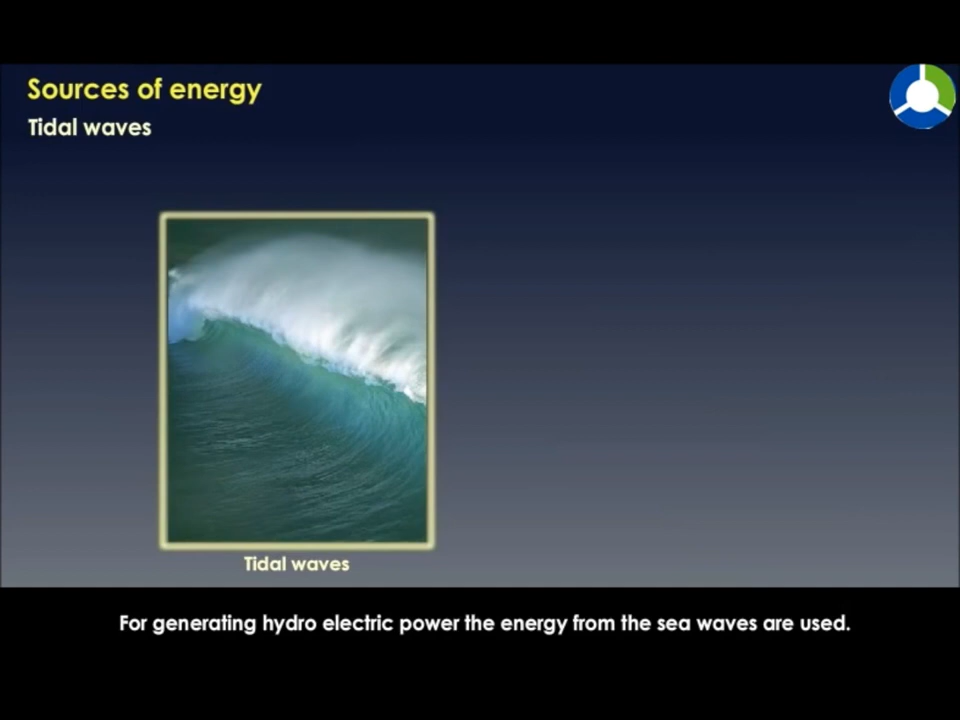 Sources of energy
Tidal waves
Tidal waves
For generating hydro electric power the energy from the sea waves are used.